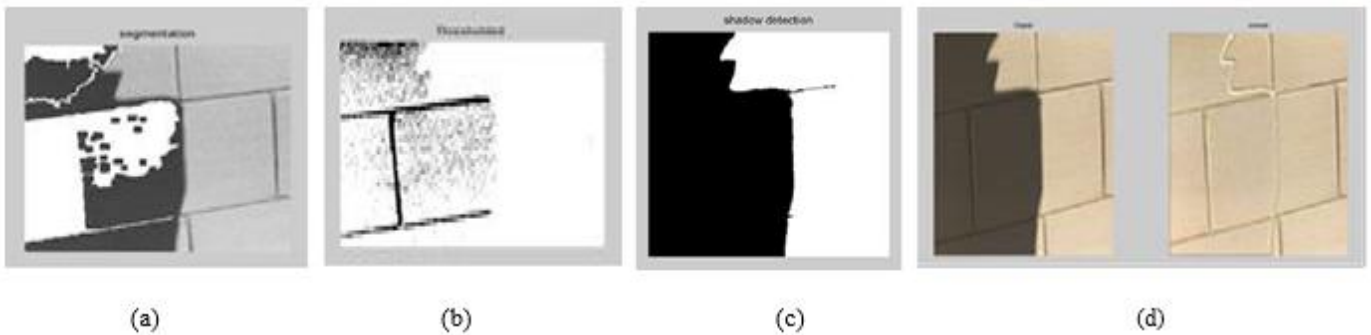 segmentation
Thresholded
shadow detection
(a)
(b)
(c)
(d)